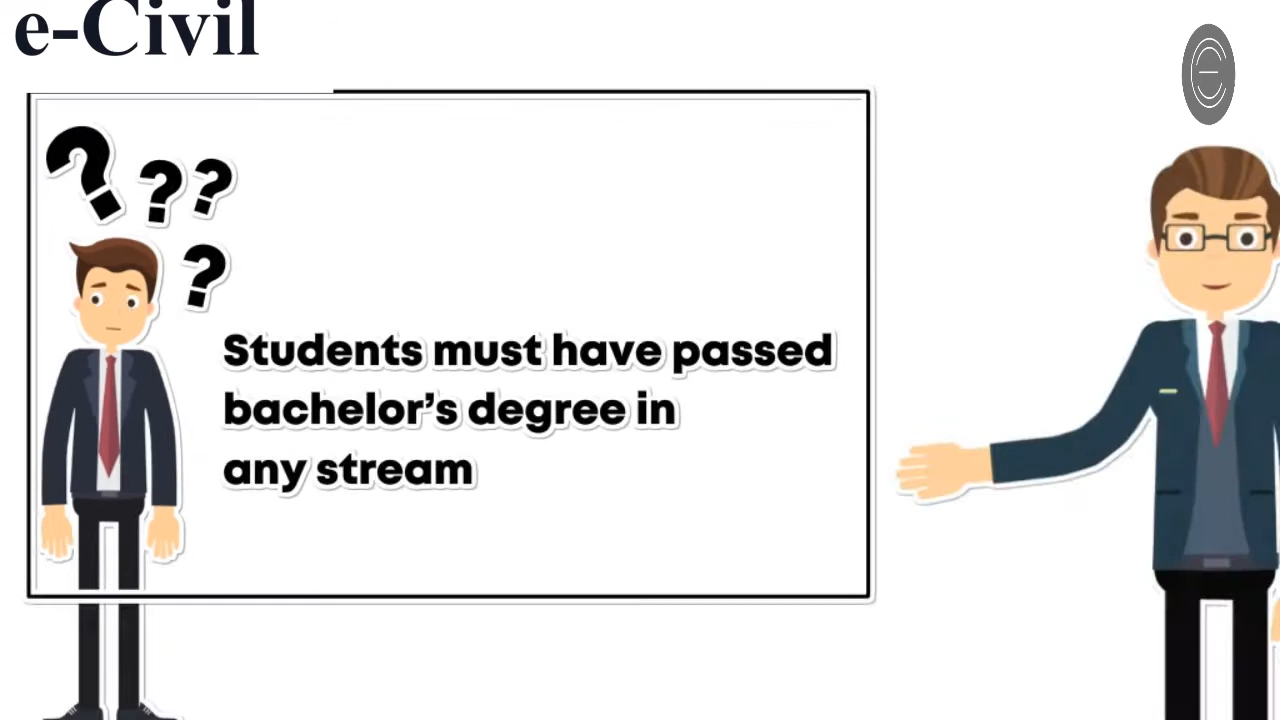 e-Civil
? ? ?
?
Students must have passed
bachelor’s degree in
any stream